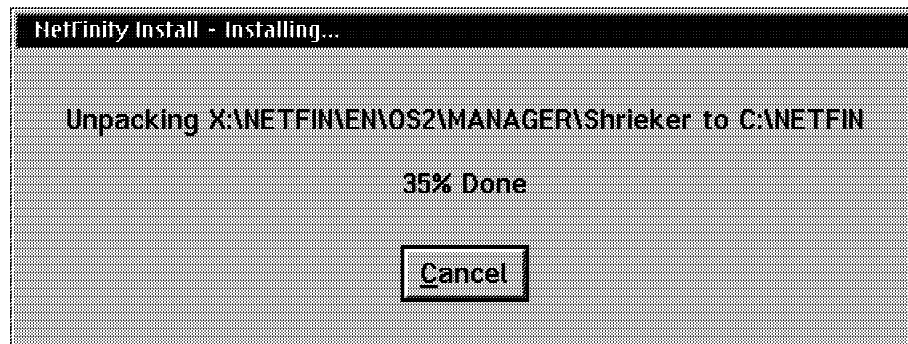 NetFinity Install - Installing...
Unpacking X:\NETFIN\EN\OS2\MANAGER\Shrieker to C:\NETFIN
35% Done
Cancel